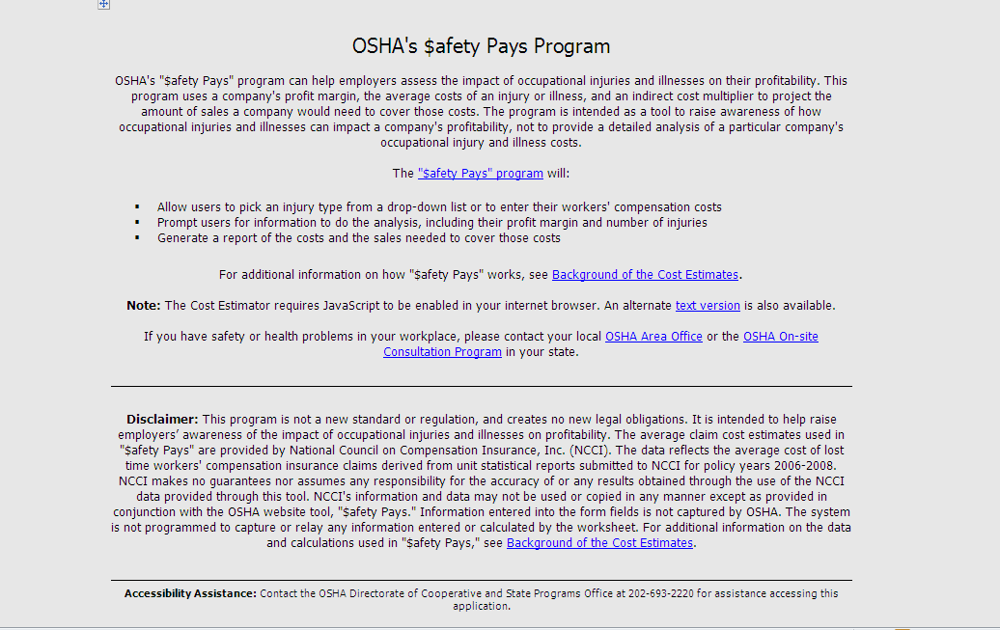 OSHA's $afety Pays Program
OSHA's "$afety Pays" program can help employers assess the impact of occupational injuries and illnesses on their profitability. This
program uses a company's profit margin, the average costs of an injury or illness, and an indirect cost multiplier to project the
amount of sales a company would need to cover those costs. The program is intended as a tool to raise awareness of how
occupational injuries and illnesses can impact a company's profitability, not to provide a detailed analysis of a particular company's
occupational injury and illness costs.
The "$afety Pays" program will:
▪ Allow users to pick an injury type from a drop-down list or to enter their workers' compensation costs
▪ Prompt users for information to do the analysis, including their profit margin and number of injuries
▪ Generate a report of the costs and the sales needed to cover those costs
For additional information on how "$afety Pays" works, see Background of the Cost Estimates.
Note: The Cost Estimator requires JavaScript to be enabled in your internet browser. An alternate text version is also available.
If you have safety or health problems in your workplace, please contact your local OSHA Area Office or the OSHA On-site
Consultation Program in your state.
Disclaimer: This program is not a new standard or regulation, and creates no new legal obligations. It is intended to help raise
employers’ awareness of the impact of occupational injuries and illnesses on profitability. The average claim cost estimates used in
"$afety Pays" are provided by National Council on Compensation Insurance, Inc. (NCCI). The data reflects the average cost of lost
time workers' compensation insurance claims derived from unit statistical reports submitted to NCCI for policy years 2006-2008.
NCCI makes no guarantees nor assumes any responsibility for the accuracy of or any results obtained through the use of the NCCI
data provided through this tool. NCCI's information and data may not be used or copied in any manner except as provided in
conjunction with the OSHA website tool, "$afety Pays." Information entered into the form fields is not captured by OSHA. The system
is not programmed to capture or relay any information entered or calculated by the worksheet. For additional information on the data
and calculations used in "$afety Pays," see Background of the Cost Estimates.
Accessibility Assistance: Contact the OSHA Directorate of Cooperative and State Programs Office at 202-693-2220 for assistance accessing this
application.